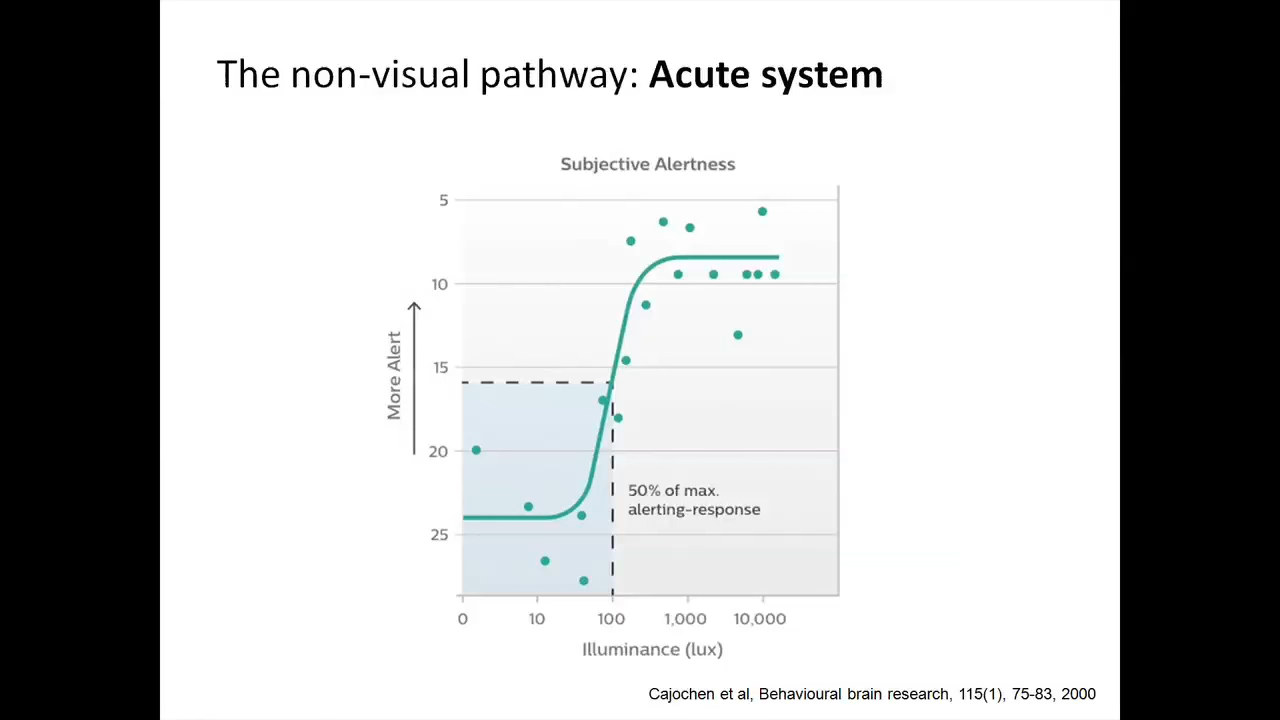 The non-visual pathway: Acute system
Subjective Alertness
5
10
15
20
25
More Alert
50% of max.
alerting-response
0 10 100 1,000 10,000
Illuminance (lux)
Cajochen et al, Behavioural brain research, 115(1), 75-83, 2000